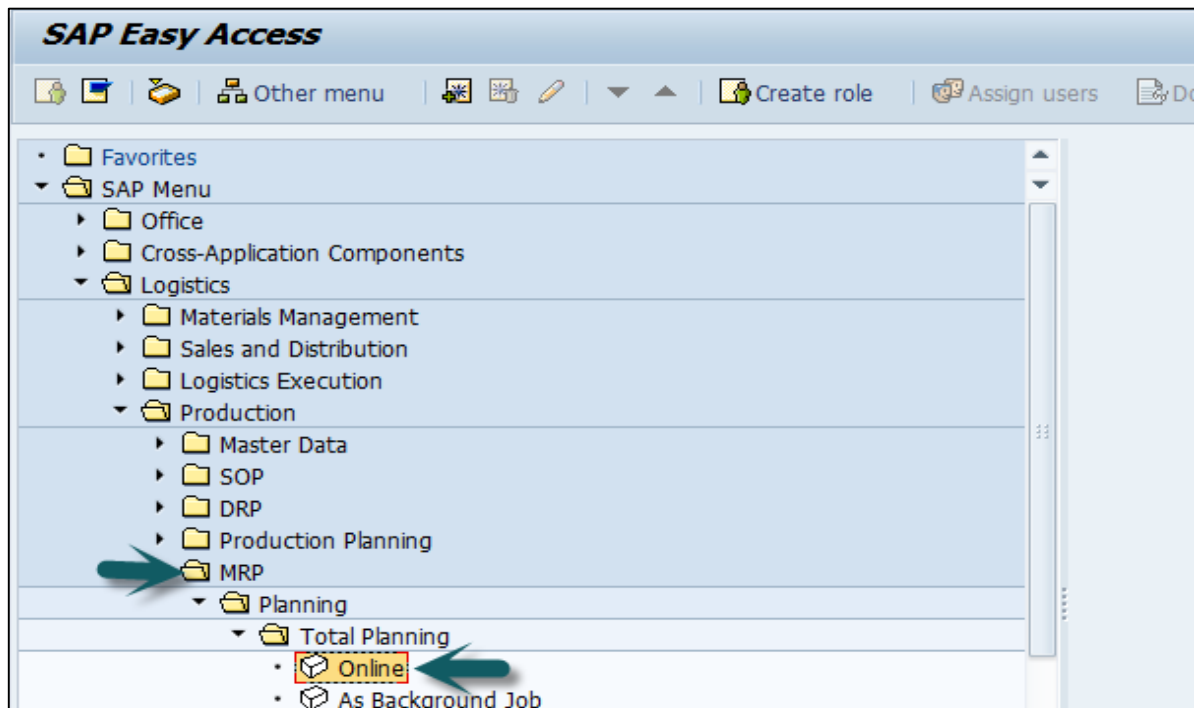 SAP Easy Access
Other menu Create role Assign users Do
Favorites
SAP Menu
Office
Cross-Application Components
Logistics
Materials Management
Sales and Distribution
Logistics Execution
Production
Master Data
SOP
DRP
Production Planning
MRP
Planning
Total Planning
Online
As Background Job